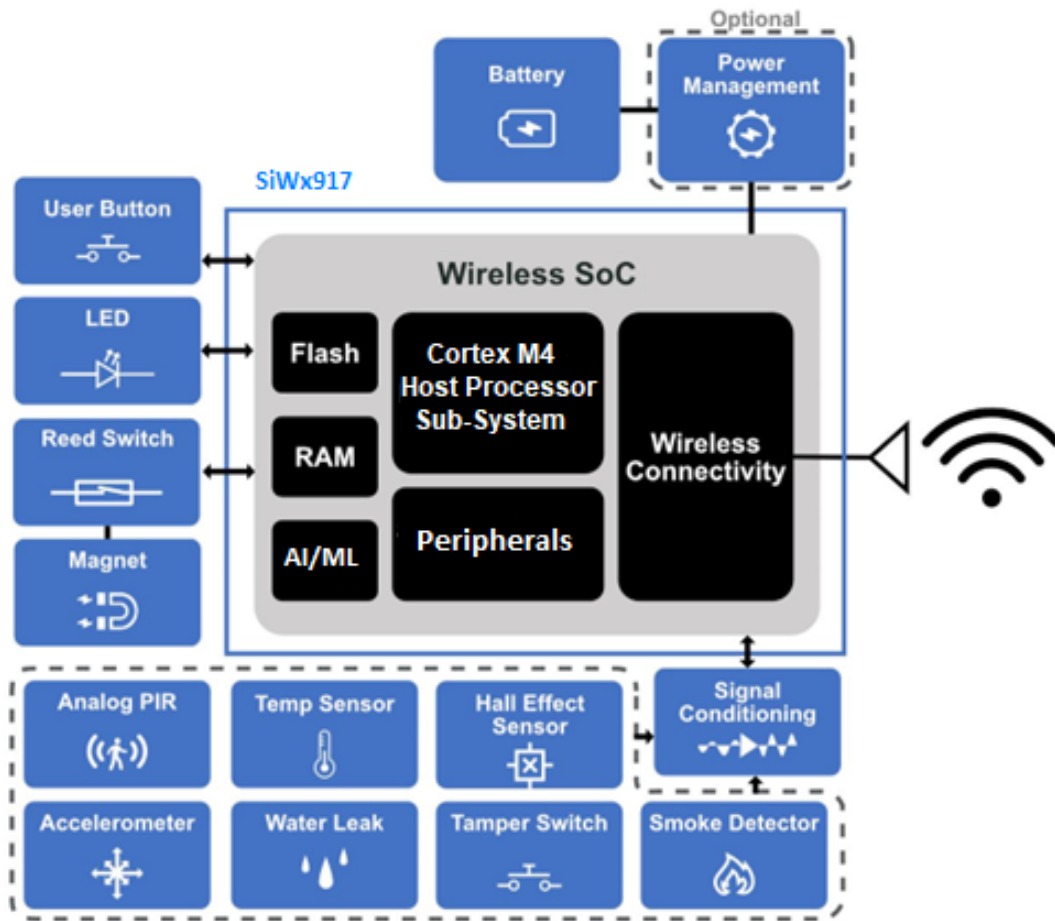 Optional
Battery
Power
Management
SiWx917
User Button
LED
Reed Switch
Magnet
Wireless SoC
Flash
RAM
AI/ML
Cortex M4
Host Processor
Sub-System
Peripherals
Wireless
Connectivity
Analog PIR
Temp Sensor
Hall Effect
Sensor
Signal
Conditioning
Accelerometer
Water Leak
Tamper Switch
Smoke Detector